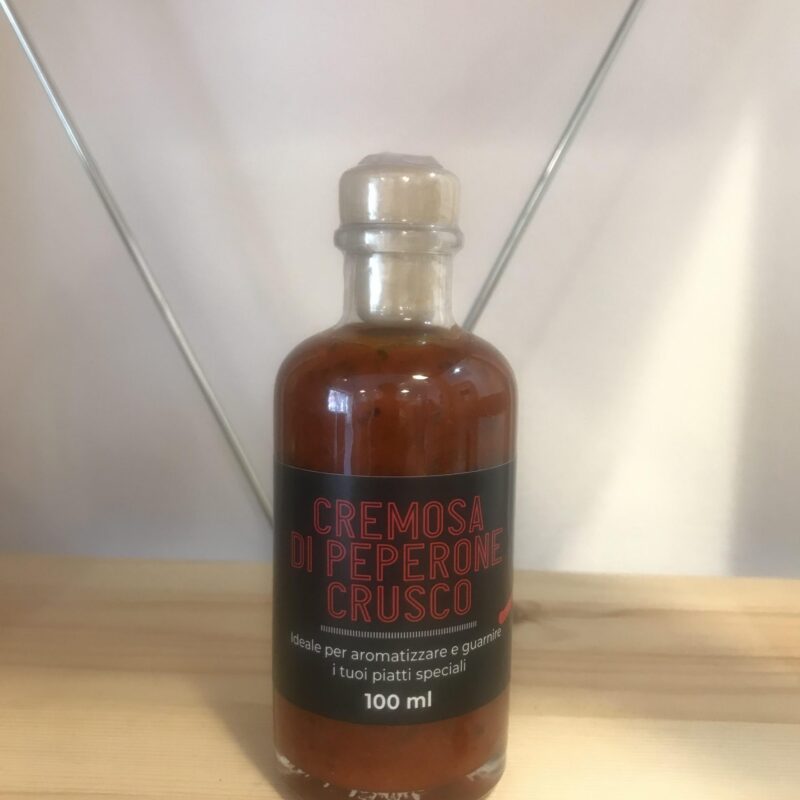 CREMOSA
DI PEPERONE
CRUSCO
Ideale per aromatizzare e guarnire
i tuoi piatti speciali
100 ml